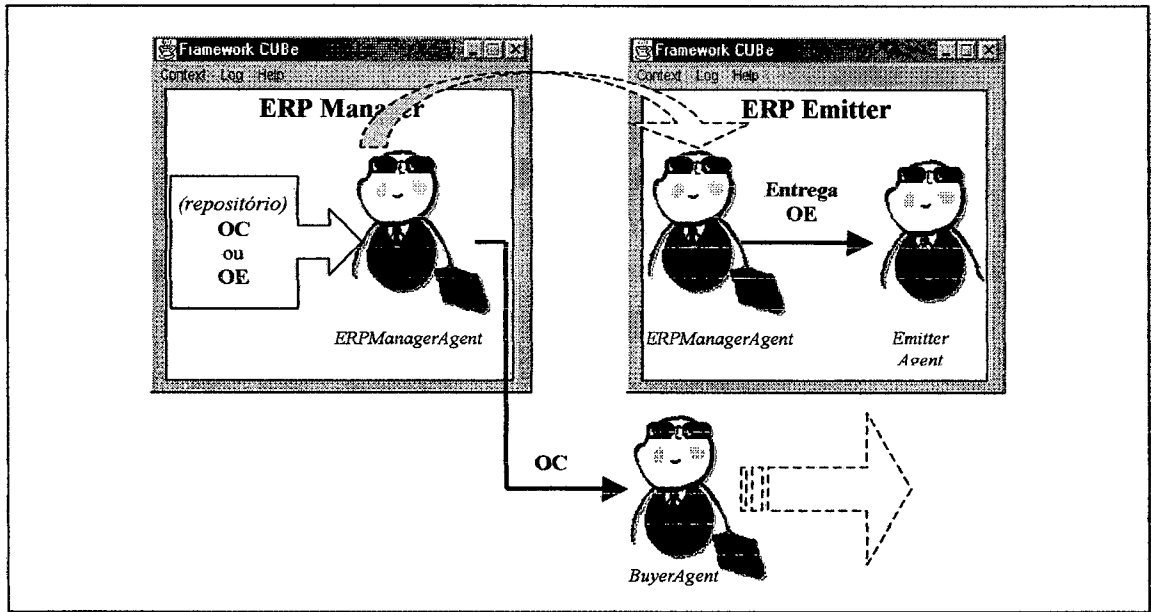 Framework CUBe
Context Log Help
ERP Manager
(repositório)
OC
ou
OE
ERPManagerAgent
Framework CUBe
Context Log Help
ERP Emitter
Entrega
OE
ERPManagerAgent
Emitter
Agent
OC
BuyerAgent